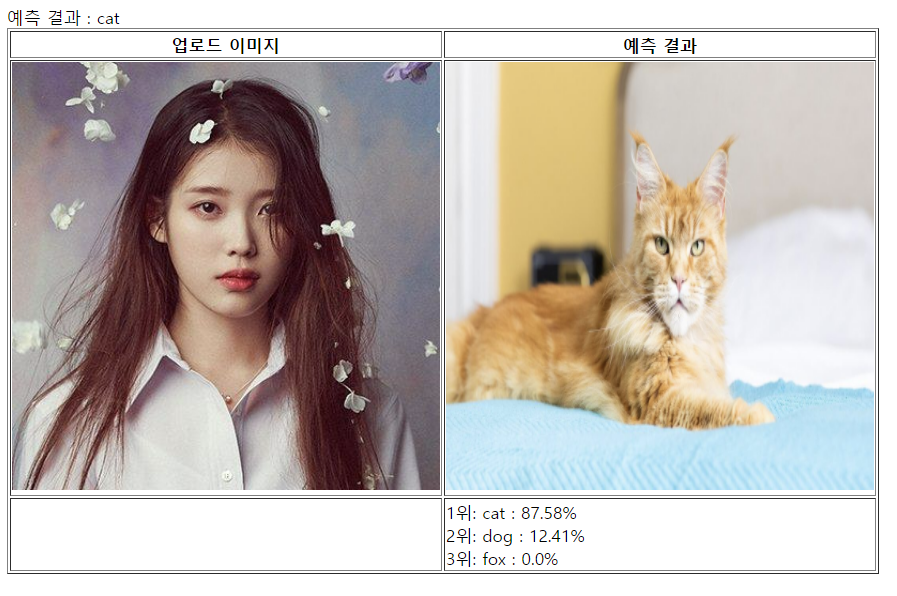 예측 결과 : cat
업로드 이미지
예측 결과
1위: cat : 87.58%
2위: dog : 12.41%
3위: fox : 0.0%